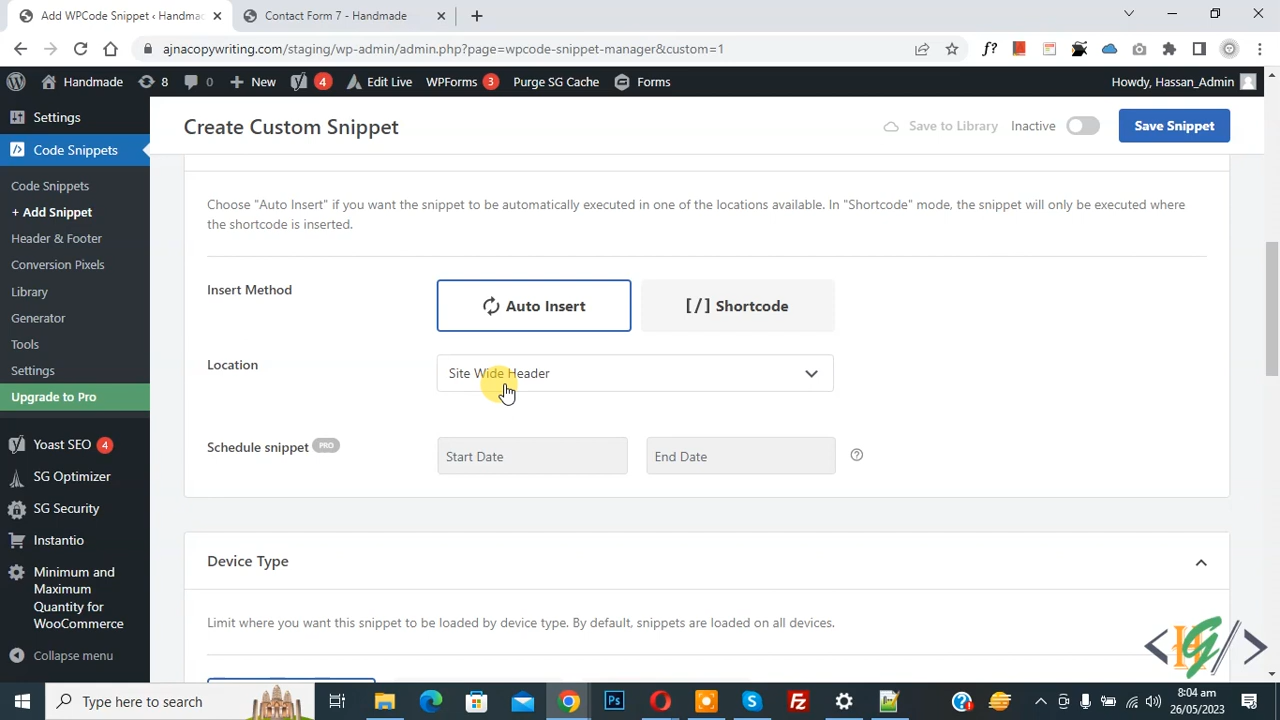 Add WPCode Snippet ‹ Handmad
Contact Form 7 - Handmade
ajnacopywriting.com/staging/wp-admin/admin.php?page=wpcode-snippet-manager&custom=1
f?
Handmade
8
0
New
4
Edit Live
WPForms 3
Purge SG Cache
Forms
Howdy, Hassan_Admin
Settings
Code Snippets
Code Snippets
+ Add Snippet
Header & Footer
Conversion Pixels
Library
Generator
Tools
Settings
Upgrade to Pro
Yoast SEO 4
SG Optimizer
SG Security
Instantio
Minimum and
Maximum
Quantity for
WooCommerce
Collapse menu
Create Custom Snippet
Save to Library
Inactive
Save Snippet
Choose "Auto Insert" if you want the snippet to be automatically executed in one of the locations available. In "Shortcode" mode, the snippet will only be executed where
the shortcode is inserted.
Insert Method
Auto Insert
[/] Shortcode
Location
Site Wide Header
Schedule snippet PRO
Start Date
End Date
Device Type
Limit where you want this snippet to be loaded by device type. By default, snippets are loaded on all devices.
Type here to search
Ps
8:04 am
26/05/2023